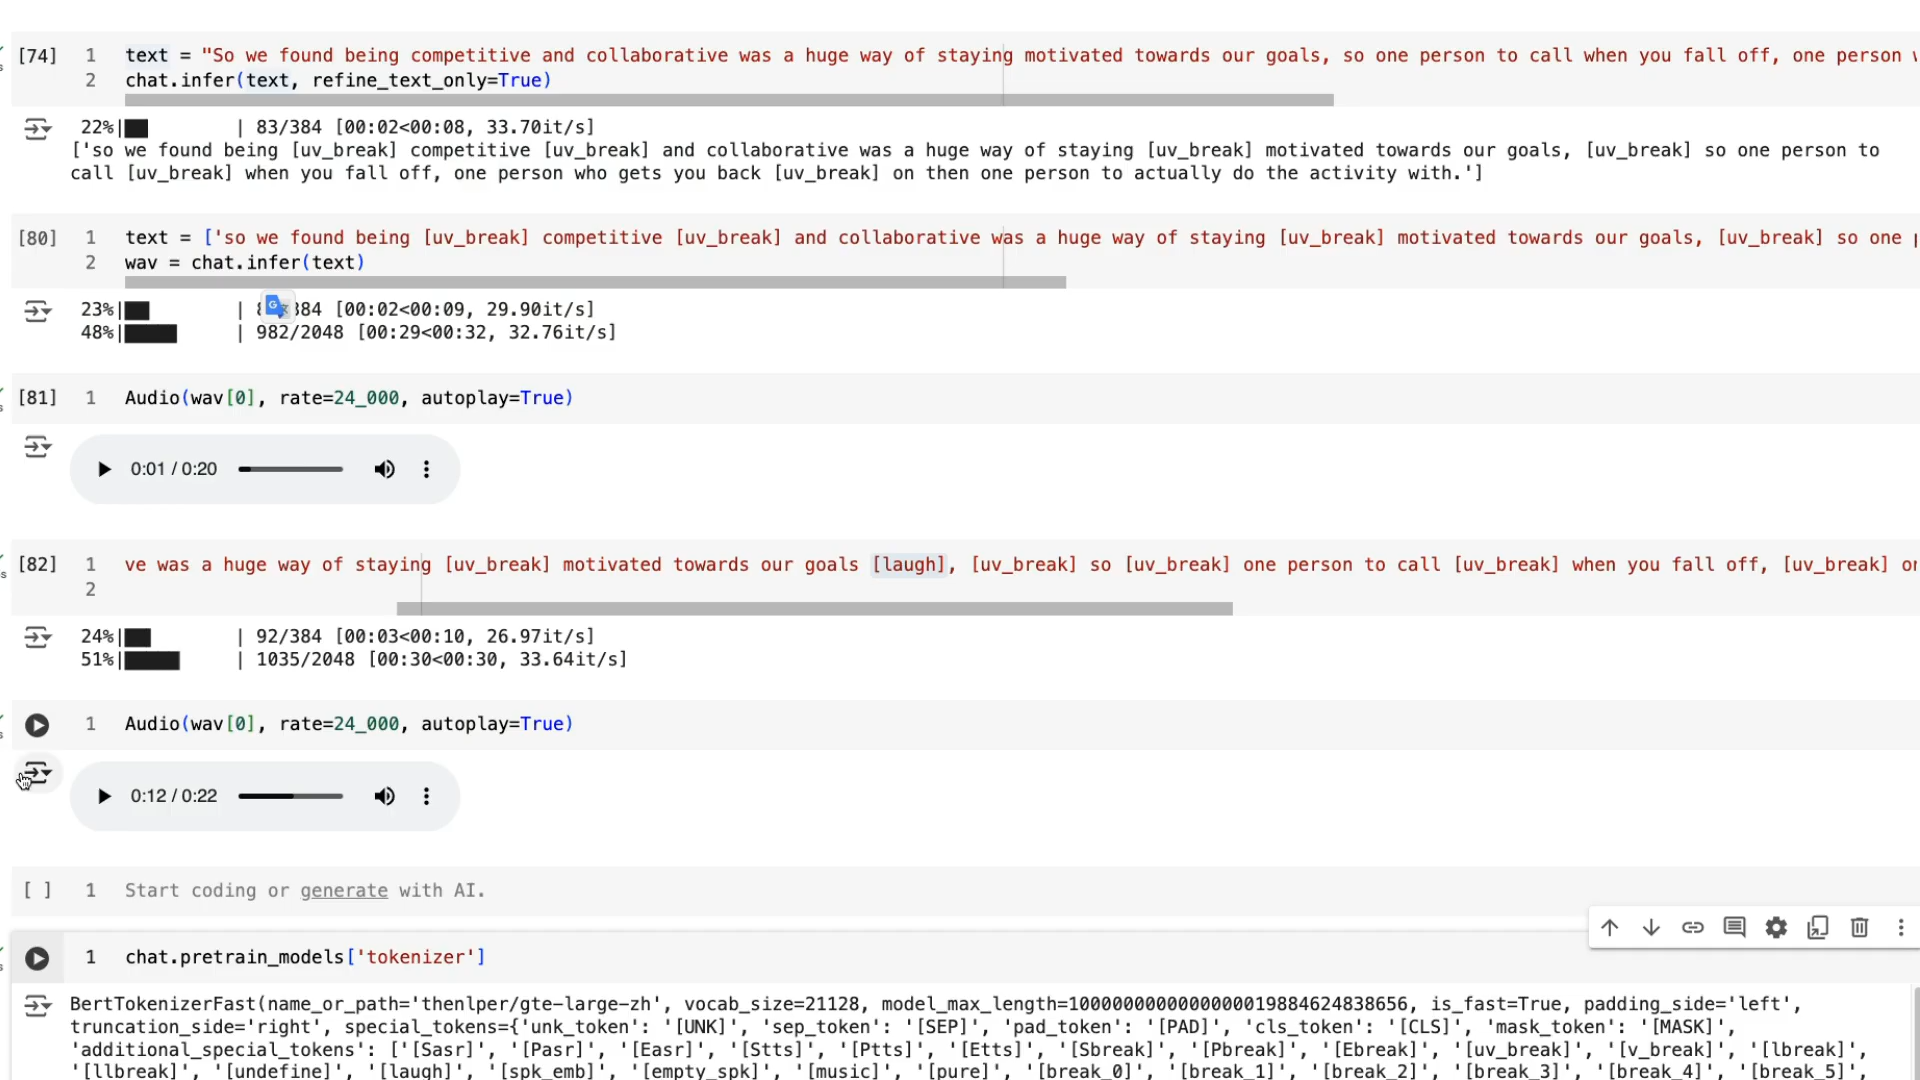 [74] 1 text = "So we found being competitive and collaborative was a huge way of staying motivated towards our goals, so one person to call when you fall off, one person
2 chat.infer(text, refine_text_only=True)
22%| | 83/384 [00:02<00:08, 33.70it/s]
['so we found being [uv_break] competitive [uv_break] and collaborative was a huge way of staying [uv_break] motivated towards our goals, [uv_break] so one person to
call [uv_break] when you fall off, one person who gets you back [uv_break] on then one person to actually do the activity with.']
[80] 1 text = ['so we found being [uv_break] competitive [uv_break] and collaborative was a huge way of staying [uv_break] motivated towards our goals, [uv_break] so one
2 wav = chat.infer(text)
23%| | 384 [00:02<00:09, 29.90it/s]
48%| | 982/2048 [00:29<00:32, 32.76it/s]
[81] 1 Audio(wav[0], rate=24_000, autoplay=True)
0:01 / 0:20
[82] 1 ve was a huge way of staying [uv_break] motivated towards our goals [laugh], [uv_break] so [uv_break] one person to call [uv_break] when you fall off, [uv_break]
2
24%| | 92/384 [00:03<00:10, 26.97it/s]
51%| | 1035/2048 [00:30<00:30, 33.64it/s]
1 Audio(wav[0], rate=24_000, autoplay=True)
0:12 / 0:22
[ ] 1 Start coding or generate with AI.
1 chat.pretrain_models['tokenizer']
BertTokenizerFast(name_or_path='thenlper/gte-large-zh', vocab_size=21128, model_max_length=1000000000000000019884624838656, is_fast=True, padding_side='left',
truncation_side='right', special_tokens={'unk_token': '[UNK]', 'sep_token': '[SEP]', 'pad_token': '[PAD]', 'cls_token': '[CLS]', 'mask_token': '[MASK]',
'additional_special_tokens': ['[Sasr]', '[Pasr]', '[Easr]', '[Stts]', '[Ptts]', '[Etts]', '[Sbreak]', '[Pbreak]', '[Ebreak]', '[uv_break]', '[v_break]', '[lbreak]',
'[llbreak]', '[undefine]', '[laugh]', '[spk_emb]', '[empty_spk]', '[music]', '[pure]', '[break_0]', '[break_1]', '[break_2]', '[break_3]', '[break_4]', '[break_5]',